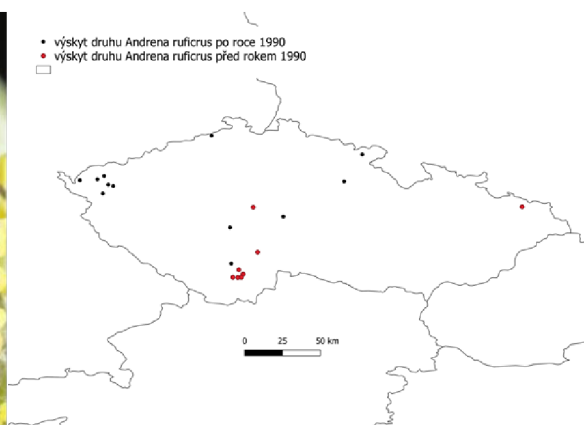 výskyt druhu Andrena ruficrus po roce 1990
výskyt druhu Andrena ruficrus před rokem 1990
0 25 50 km